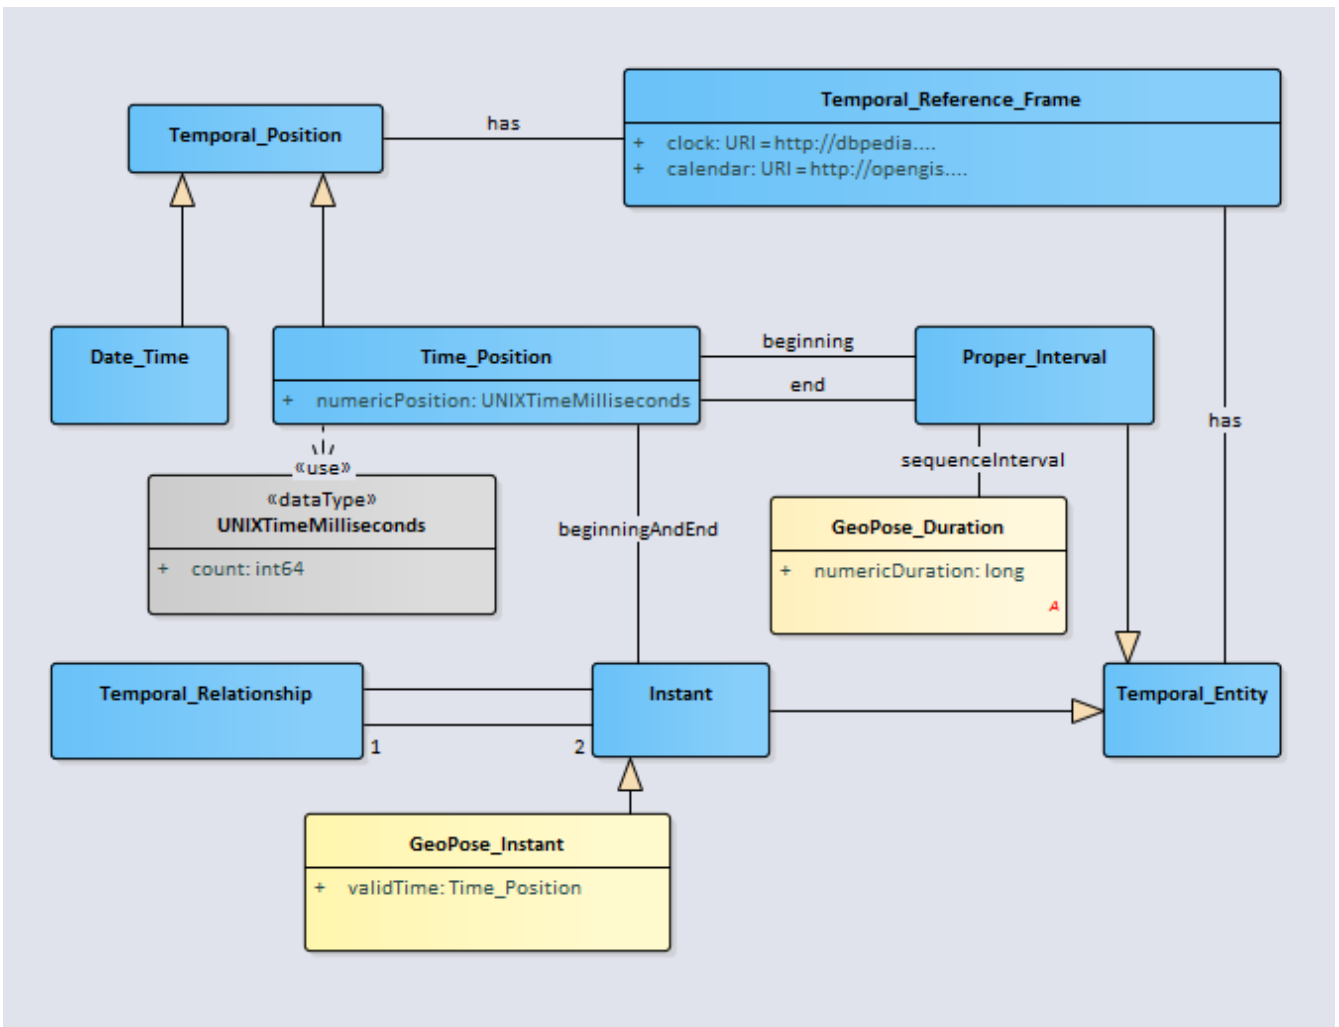 Temporal_Reference_Frame
+ clock: URI = http://dbpedia....
+ calendar: URI = http://opengis....
Temporal_Position
has
Date_Time
Time_Position
+ numericPosition: UNIXTimeMilliseconds
beginning
end
Proper_Interval
has
«use»
sequenceInterval
«dataType»
UNIXTimeMilliseconds
+ count: int64
beginningAndEnd
GeoPose_Duration
+ numericDuration: long
A
Temporal_Relationship
1
2
Instant
Temporal_Entity
GeoPose_Instant
+ validTime: Time_Position